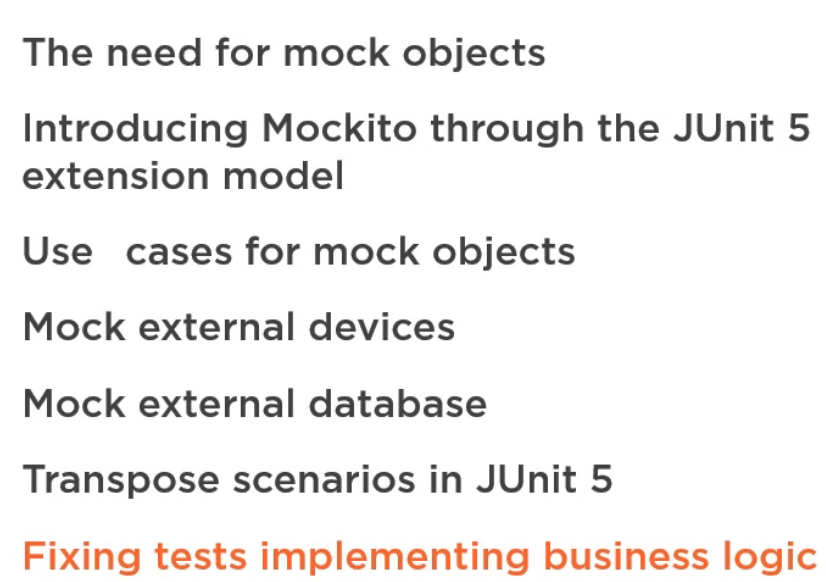 The need for mock objects
Introducing Mockito through the JUnit 5
extension model
Use cases for mock objects
Mock external devices
Mock external database
Transpose scenarios in JUnit 5
Fixing tests implementing business logic